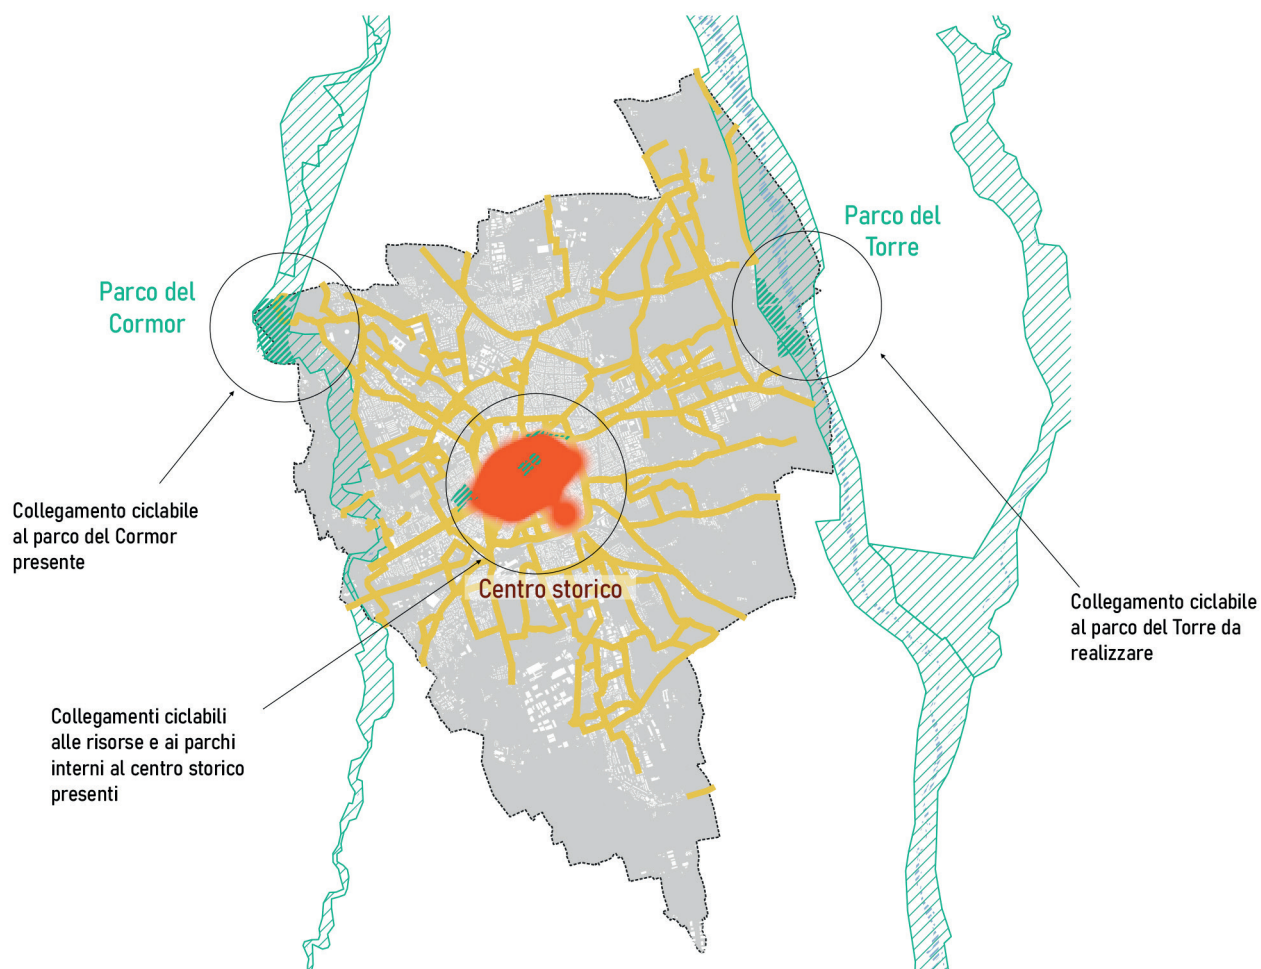 Parco del
Torre
Parco del
Cormor
Collegamento ciclabile
al parco del Cormor
presente
Centro storico
Collegamento ciclabile
al parco del Torre da
realizzare
Collegamenti ciclabili
alle risorse e ai parchi
interni al centro storico
presenti